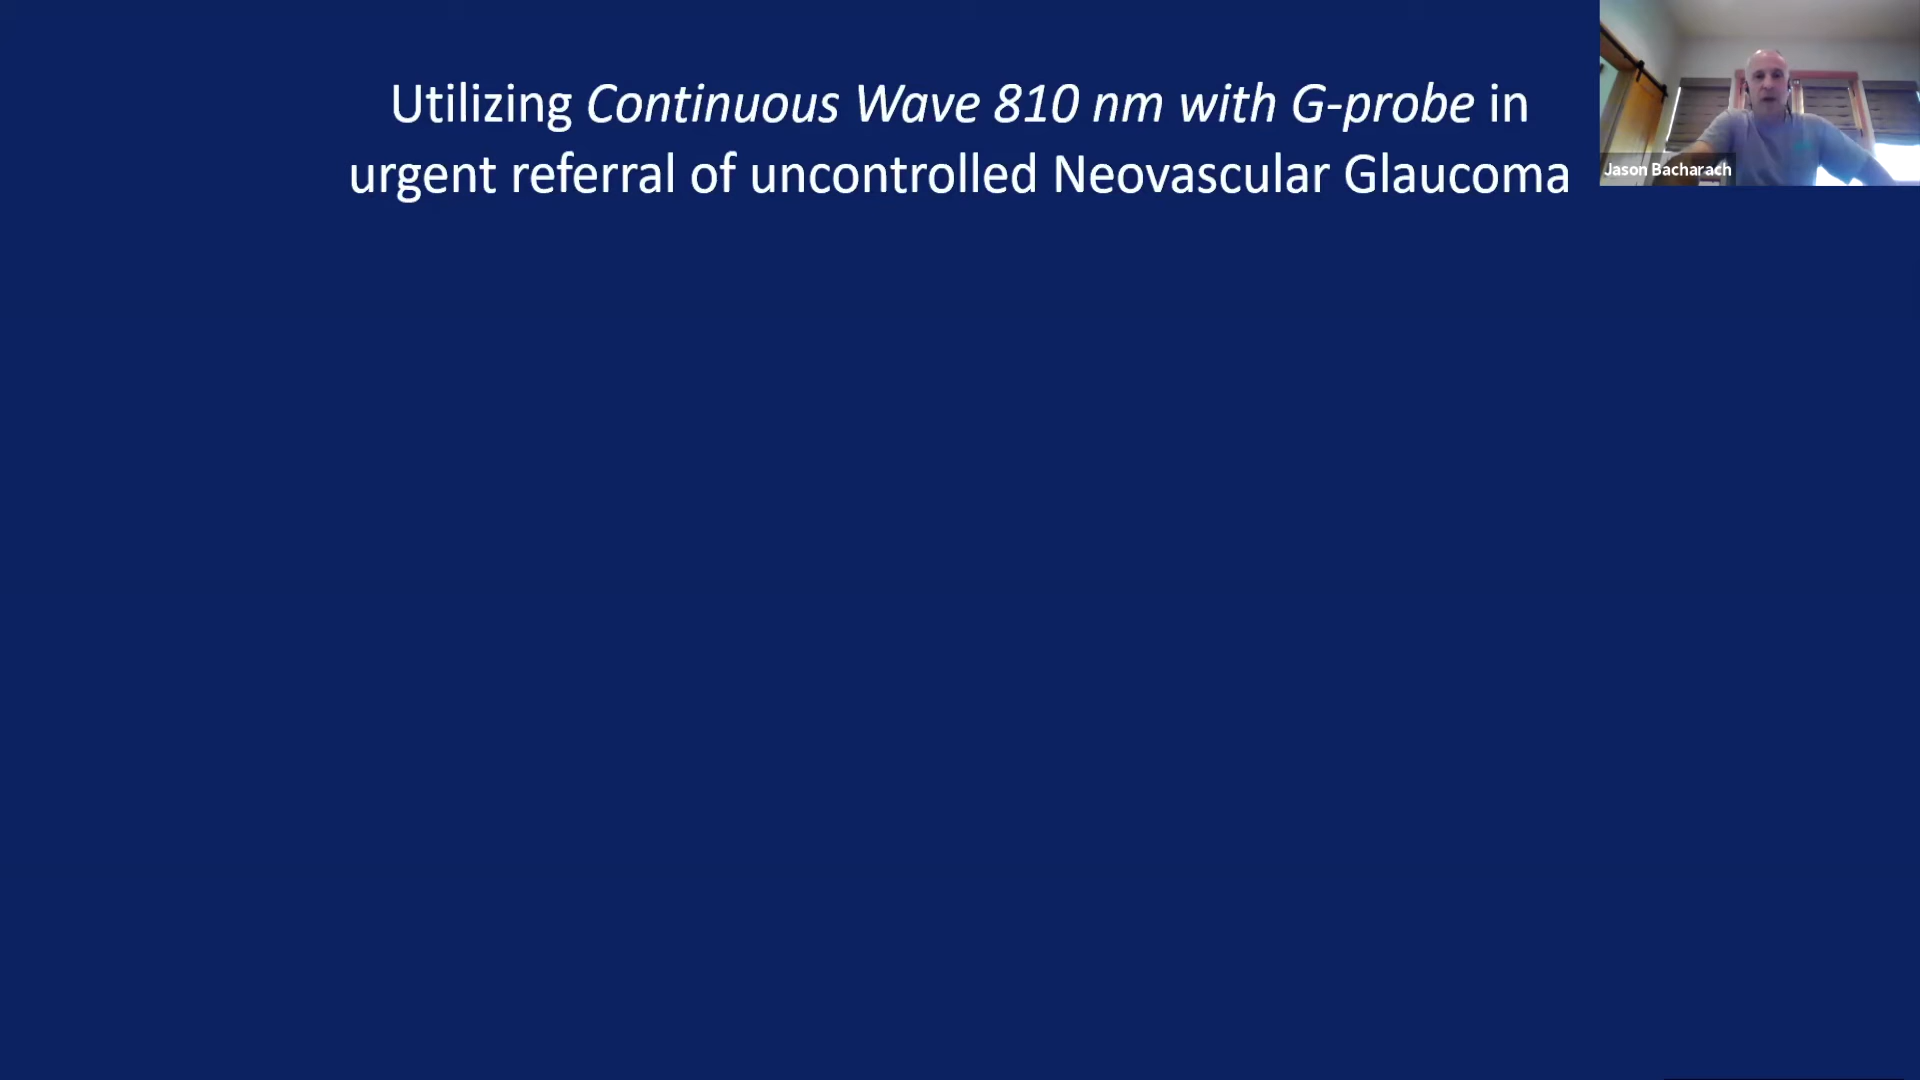 Utilizing Continuous Wave 810 nm with G-probe in
urgent referral of uncontrolled Neovascular Glaucoma
Jason Bacharach